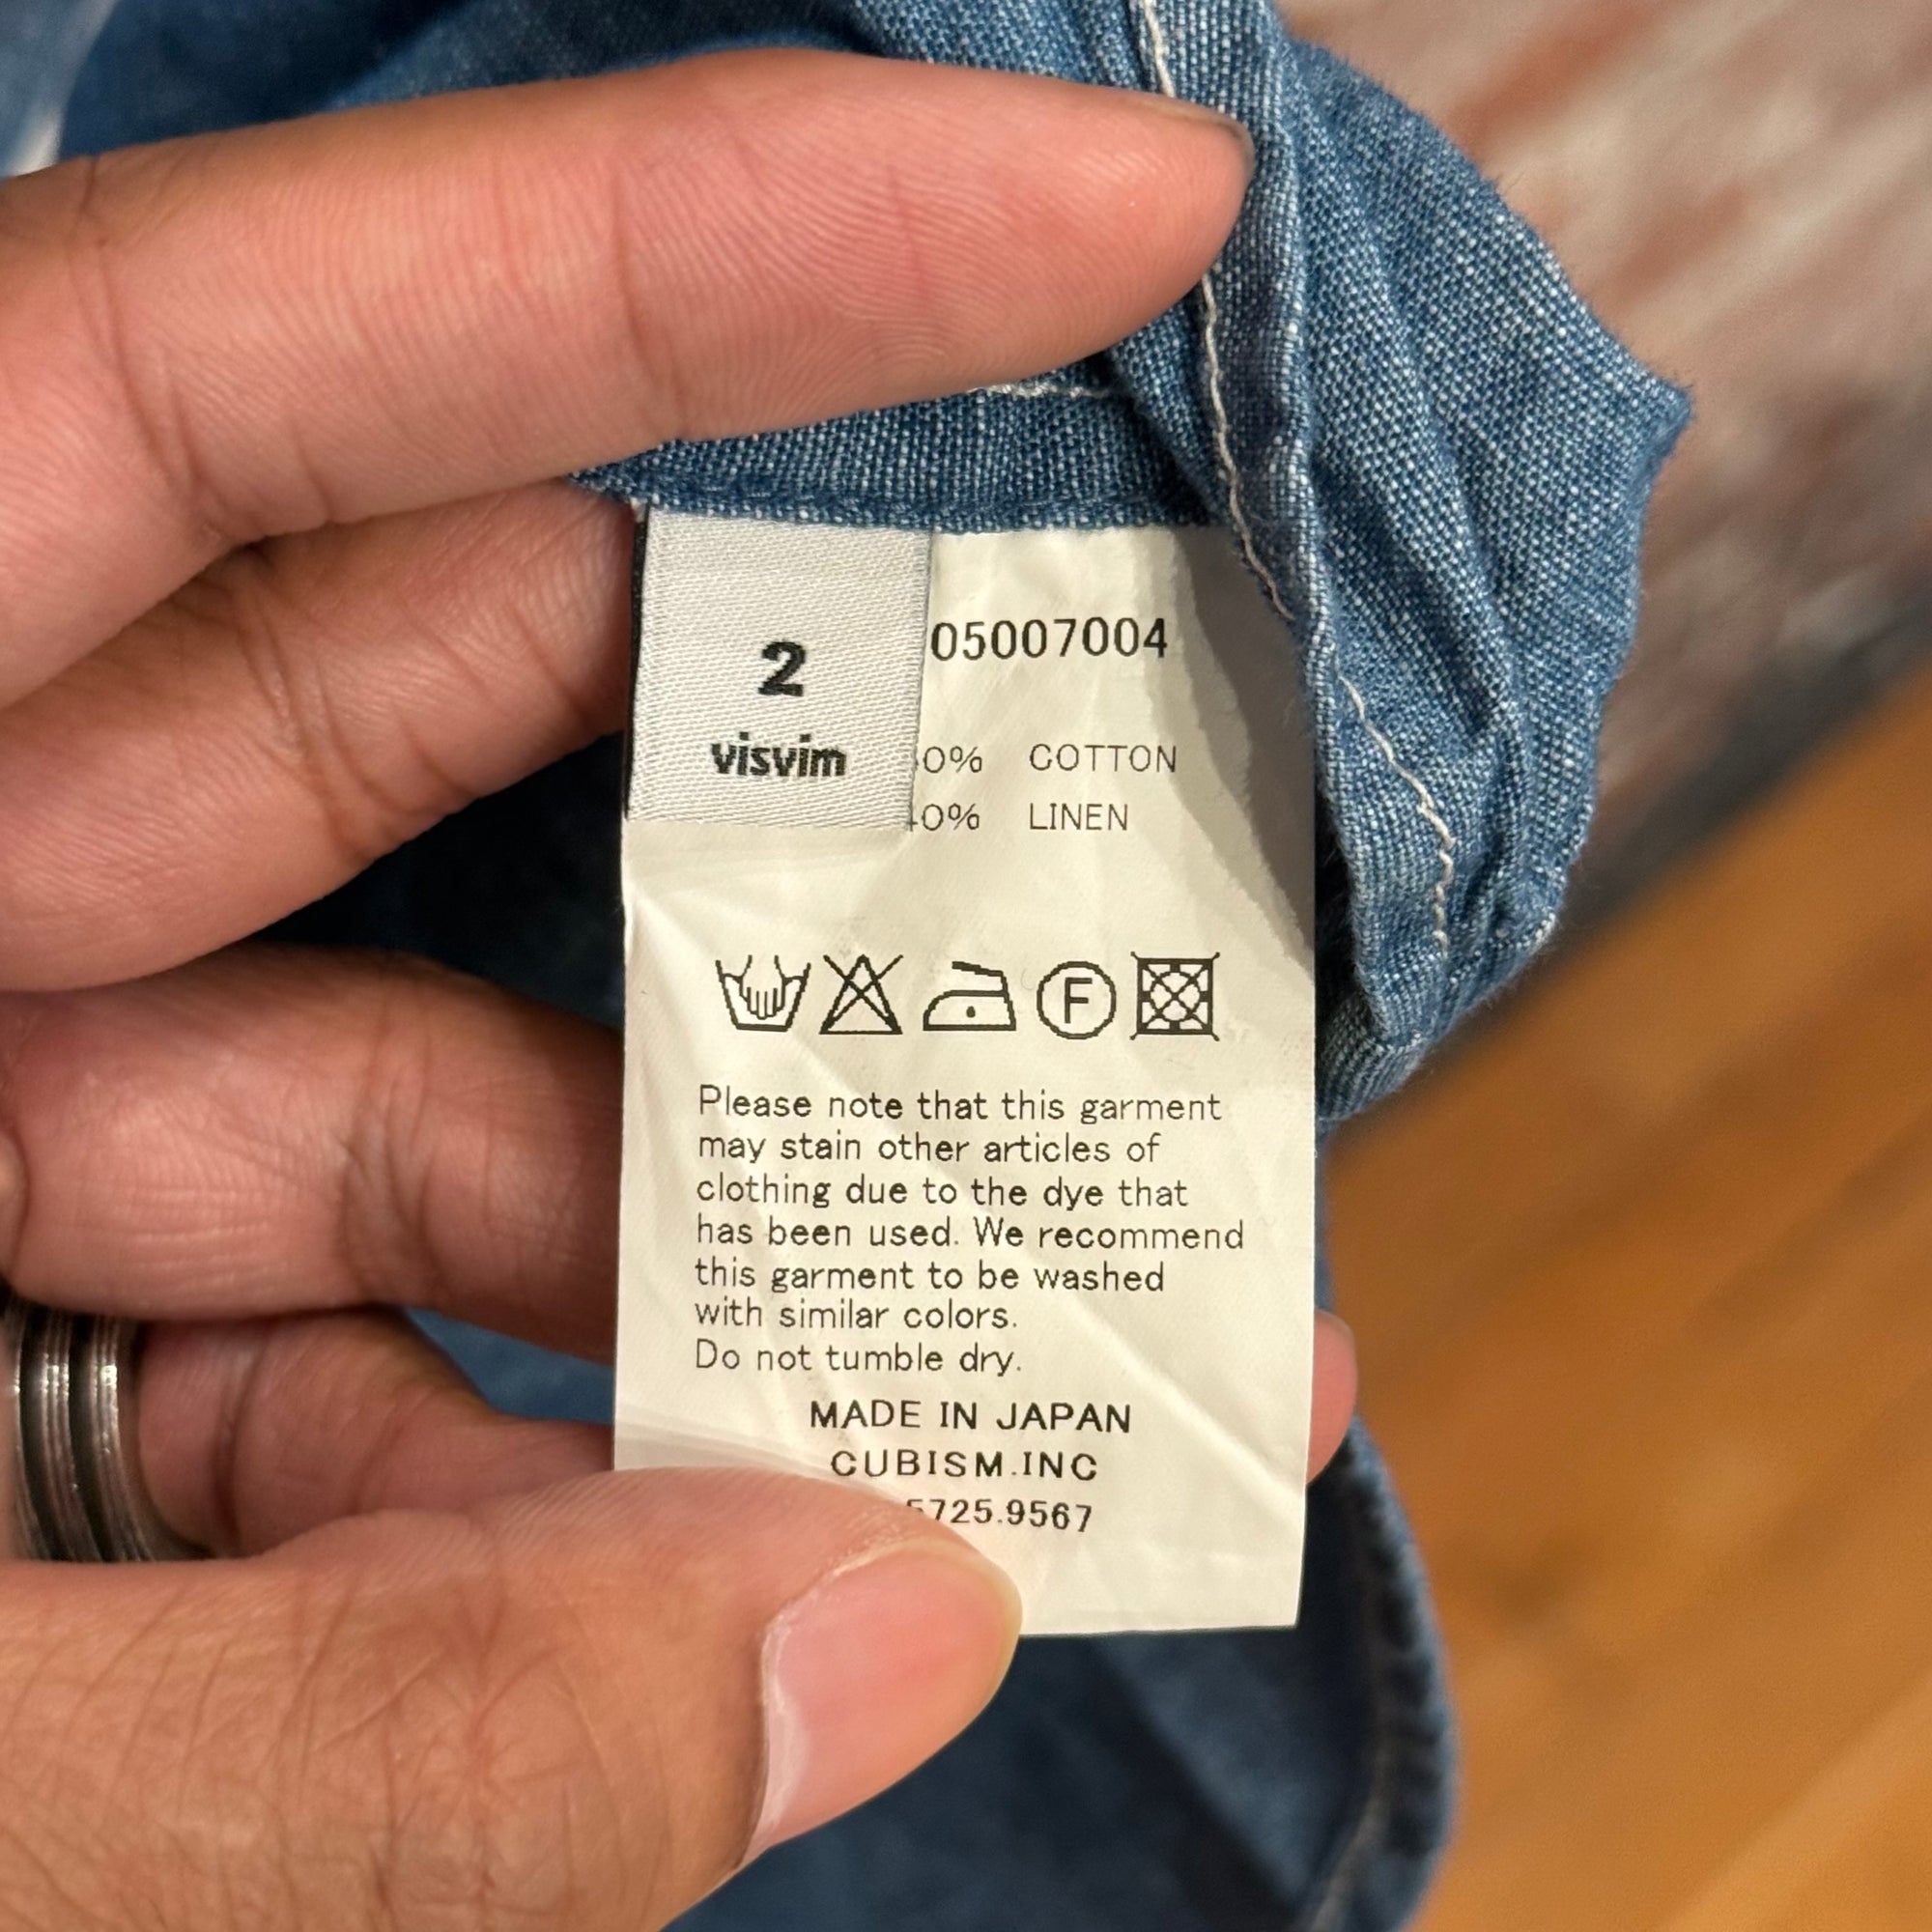 2
visvim
05007004
0% COTTON
40% LINEN
F
Please note that this garment
may stain other articles of
clothing due to the dye that
has been used. We recommend
this garment to be washed
with similar colors.
Do not tumble dry.
MADE IN JAPAN
CUBISM.INC
5725.9567